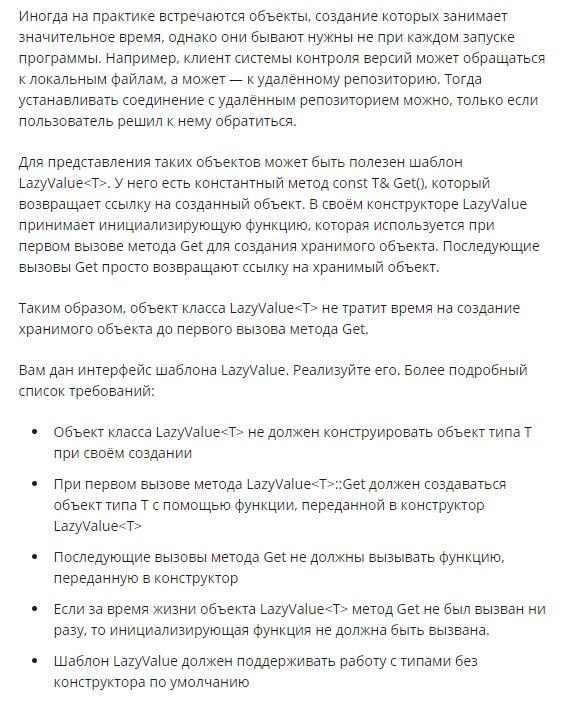 Иногда на практике встречаются объекты, создание которых занимает
значительное время, однако они бывают нужны не при каждом запуске
программы. Например, клиент системы контроля версий может обращаться
к локальным файлам, а может — к удалённому репозиторию. Тогда
устанавливать соединение с удалённым репозиторием можно, только если
пользователь решил к нему обратиться.
Для представления таких объектов может быть полезен шаблон
LazyValue<T>. У него есть константный метод const T& Get(), который
возвращает ссылку на созданный объект. В своём конструкторе LazyValue
принимает инициализирующую функцию, которая используется при
первом вызове метода Get для создания хранимого объекта. Последующие
вызовы Get просто возвращают ссылку на хранимый объект.
Таким образом, объект класса LazyValue<T> не тратит время на создание
хранимого объекта до первого вызова метода Get.
Вам дан интерфейс шаблона LazyValue. Реализуйте его. Более подробный
список требований:
• Объект класса LazyValue<T> не должен конструировать объект типа T
при своём создании
• При первом вызове метода LazyValue<T>::Get должен создаваться
объект типа T с помощью функции, переданной в конструктор
LazyValue<T>
• Последующие вызовы метода Get не должны вызывать функцию,
переданную в конструктор
• Если за время жизни объекта LazyValue<T> метод Get не был вызван ни
разу, то инициализирующая функция не должна быть вызвана.
• Шаблон LazyValue должен поддерживать работу с типами без
конструктора по умолчанию